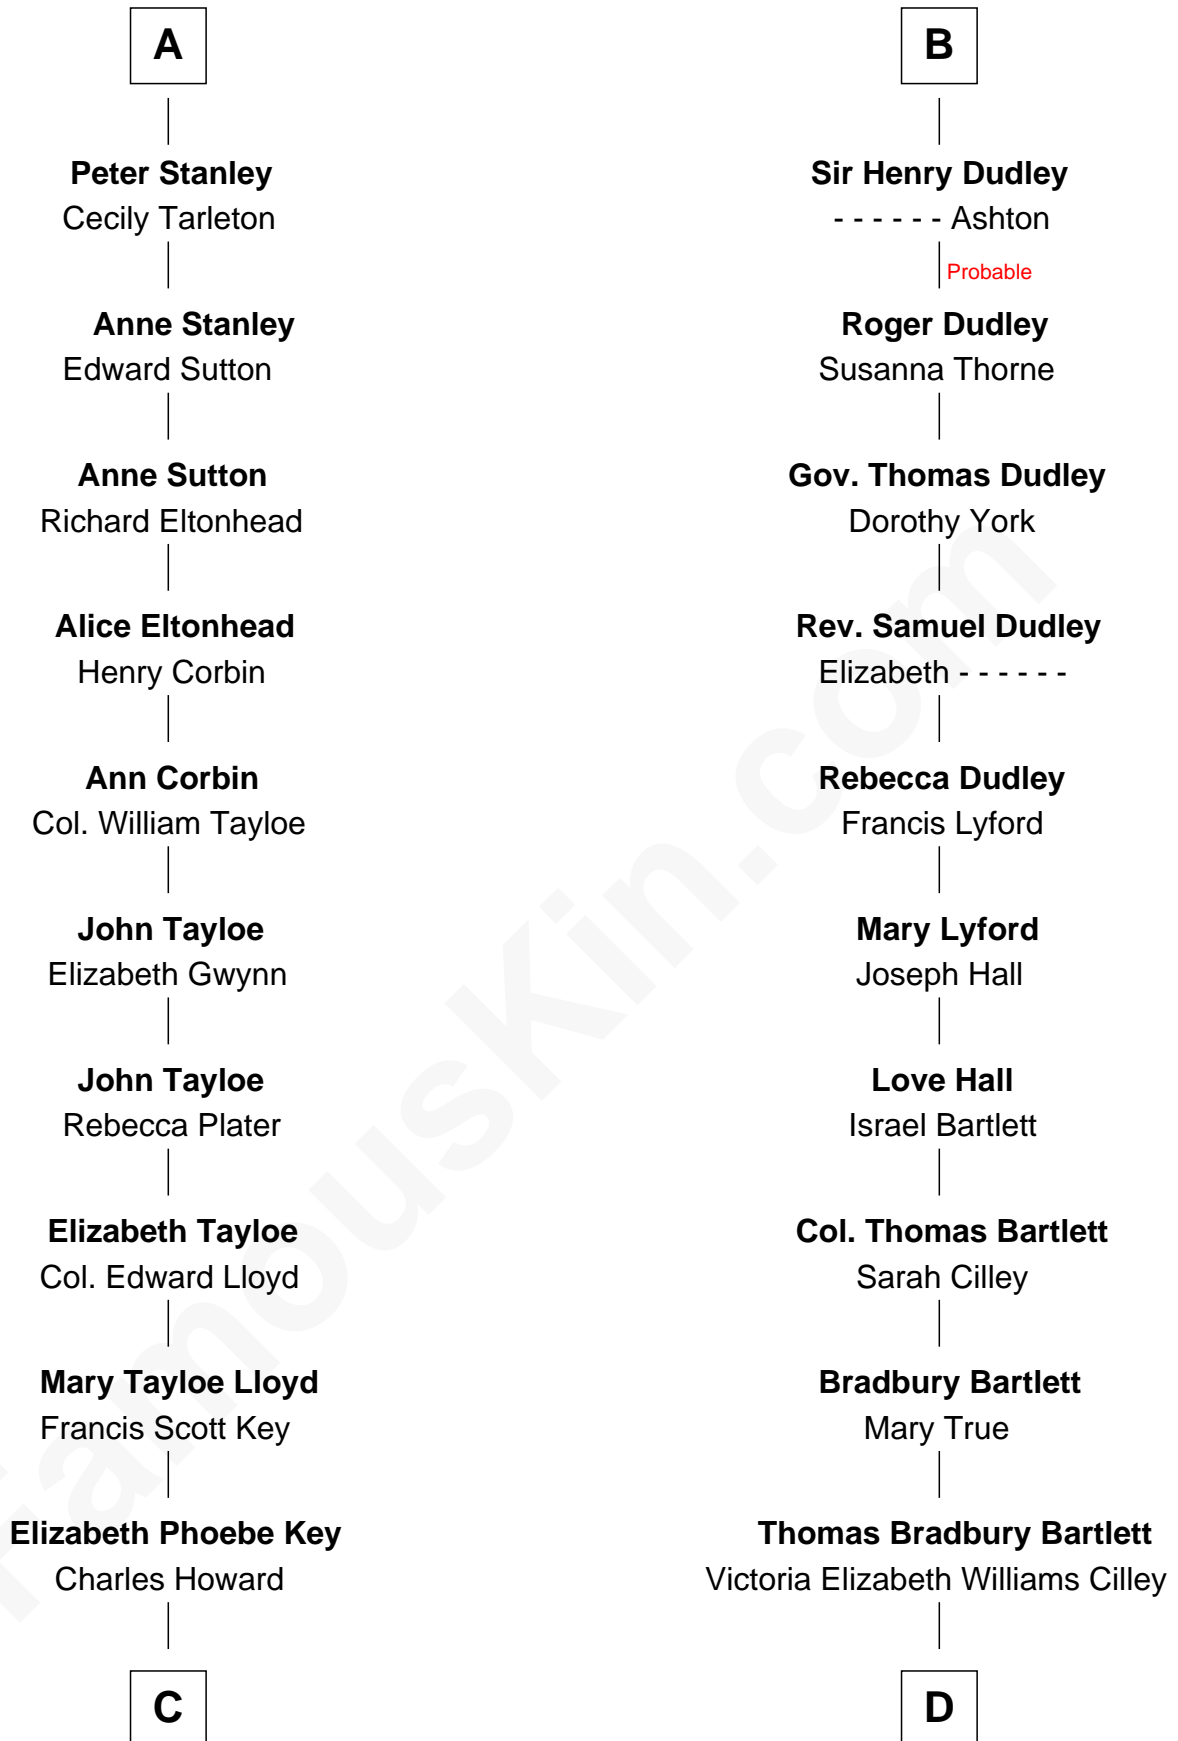 A
Peter Stanley
Cecily Tarleton
Anne Stanley
Edward Sutton
Anne Sutton
Richard Eltonhead
Alice Eltonhead
Henry Corbin
Ann Corbin
Col. William Tayloe
John Tayloe
Elizabeth Gwynn
John Tayloe
Rebecca Plater
Elizabeth Tayloe
Col. Edward Lloyd
Mary Tayloe Lloyd
Francis Scott Key
Elizabeth Phoebe Key
Charles Howard
C
B
Sir Henry Dudley
- - - - - - Ashton
Probable
Roger Dudley
Susanna Thorne
Gov. Thomas Dudley
Dorothy York
Rev. Samuel Dudley
Elizabeth - - - - - -
Rebecca Dudley
Francis Lyford
Mary Lyford
Joseph Hall
Love Hall
Israel Bartlett
Col. Thomas Bartlett
Sarah Cilley
Bradbury Bartlett
Mary True
Thomas Bradbury Bartlett
Victoria Elizabeth Williams Cilley
D
FamousKin.com